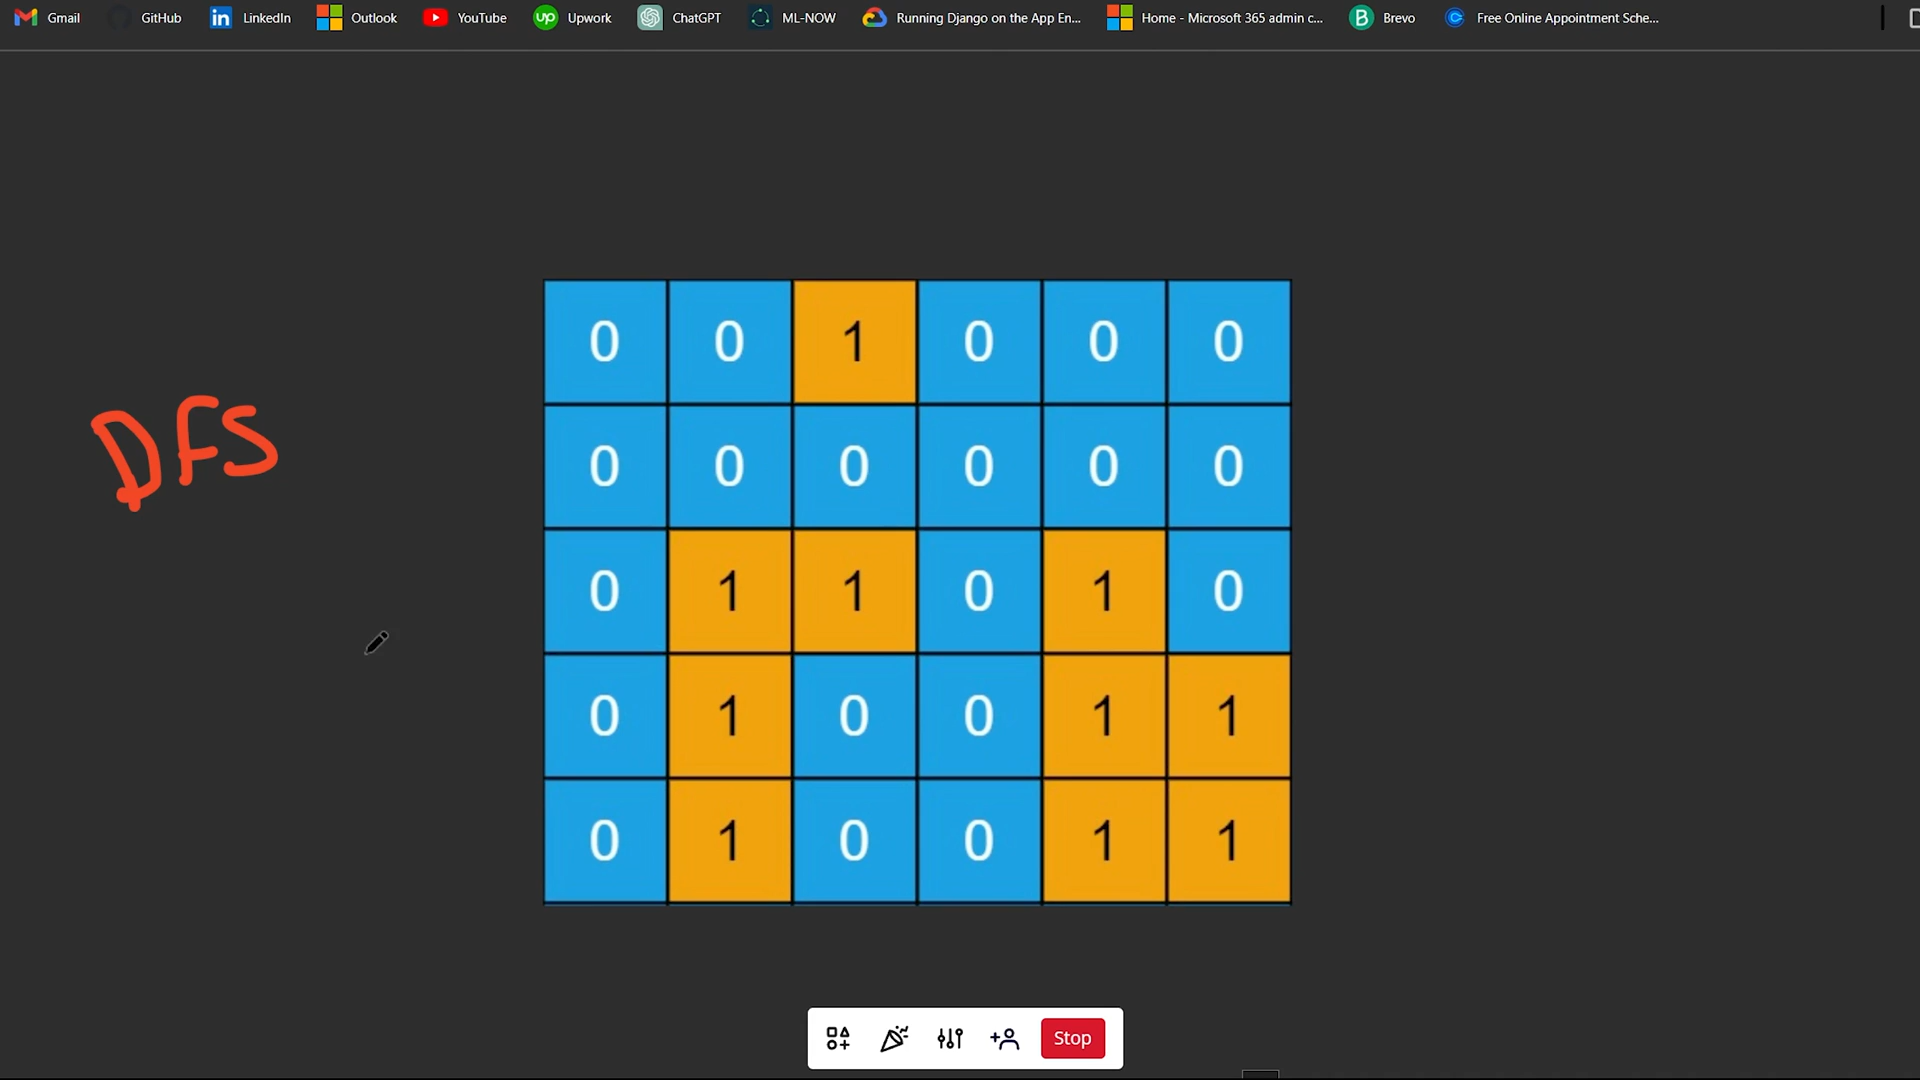 Gmail GitHub LinkedIn Outlook YouTube Upwork ChatGPT ML-NOW Running Django on the App En... Home - Microsoft 365 admin c... Brevo Free Online Appointment Sche...
0 0 1 0 0 0
DFS
0 0 0 0 0 0
0 1 1 0 1 0
0 1 0 0 1 1
0 1 0 0 1 1
Stop